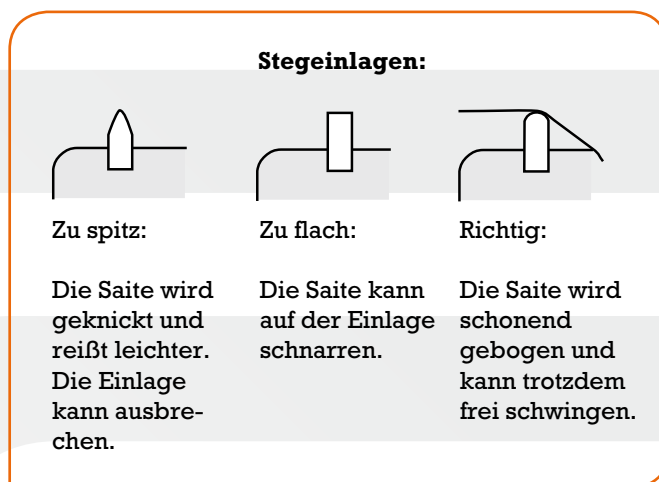 Stegeinlagen:
Zu spitz:
Die Saite wird
geknickt und
reißt leichter.
Die Einlage
kann ausbre-
chen.
Zu flach:
Die Saite kann
auf der Einlage
schnarren.
Richtig:
Die Saite wird
schonend
gebogen und
kann trotzdem
frei schwingen.